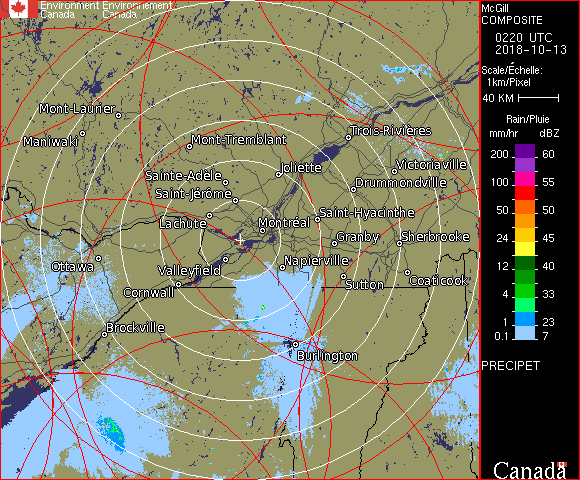 Environment Environnement
Canada Canada
McGill
COMPOSITE
0220 UTC
2018-10-13
Scale/Échelle:
1km/Pixel
40 KM
Rain/Pluie
mm/hr dBZ
200 60
150 57
100 55
50 50
24 45
12 40
4 33
1 23
0.1 7
PRECIPET
Canada
Mont-Laurier
Maniwaki
Mont-Tremblant
Trois-Rivières
Joliette
Victoriaville
Sainte-Adèle
Drummondville
Saint-Jérôme
Saint-Hyacinthe
Lachute
Montréal
Granby
Sherbrooke
Ottawa
Valleyfield
Napierville
Cornwall
Sutton
Coaticook
Brockville
Burlington